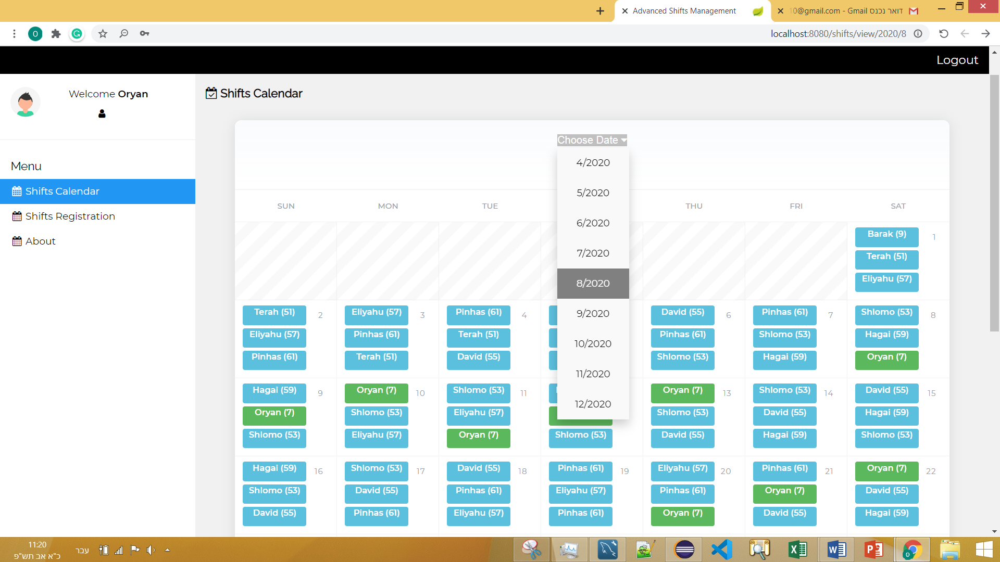 Advanced Shifts Management
10@gmail.com - Gmail דואר נכנס
O
localhost:8080/shifts/view/2020/8
Logout
Welcome Oryan
Shifts Calendar
Menu
Shifts Calendar
Shifts Registration
About
Choose Date
4/2020
5/2020
6/2020
7/2020
8/2020
9/2020
10/2020
11/2020
12/2020
SUN MON TUE THU FRI SAT
Barak (9) 1
Terah (51)
Eliyahu (57)
Terah (51) 2 Eliyahu (57) 3 Pinhas (61) 4 David (55) 6 Pinhas (61) 7 Shlomo (53) 8
Eliyahu (57) Pinhas (61) Terah (51) Pinhas (61) Shlomo (53) Hagai (59)
Pinhas (61) Terah (51) David (55) Shlomo (53) Hagai (59) Oryan (7)
Hagai (59) 9 Oryan (7) 10 Shlomo (53) 11 Oryan (7) 13 Shlomo (53) 14 David (55) 15
Oryan (7) Shlomo (53) Eliyahu (57) Shlomo (53) David (55) Hagai (59)
Shlomo (53) Eliyahu (57) Oryan (7) Shlomo (53) David (55) Hagai (59) Shlomo (53)
Hagai (59) 16 Shlomo (53) 17 David (55) 18 Pinhas (61) 19 Eliyahu (57) 20 Pinhas (61) 21 Oryan (7) 22
Shlomo (53) David (55) Pinhas (61) Eliyahu (57) Pinhas (61) Oryan (7) David (55)
David (55) Pinhas (61) Eliyahu (57) Pinhas (61) Oryan (7) David (55) Hagai (59)
11:20
כ"א אב תש"פ
עבר